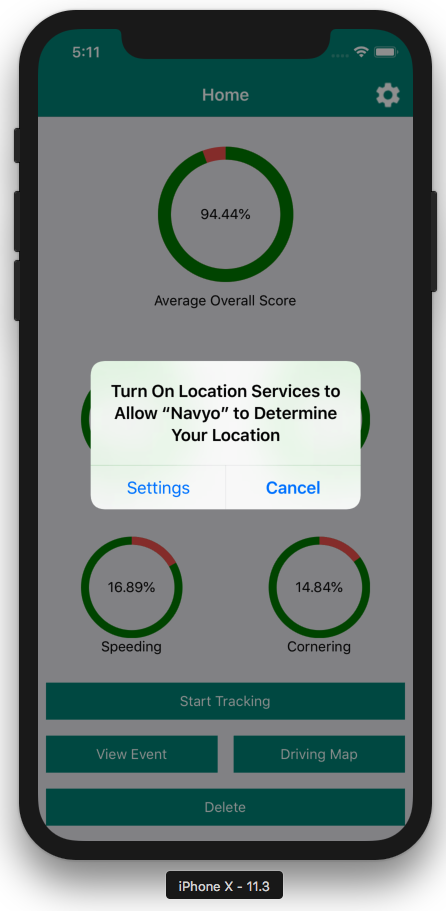 5:11
Home
94.44%
Average Overall Score
Turn On Location Services to
Allow “Navyo” to Determine
Your Location
Settings Cancel
16.89% 14.84%
Speeding Cornering
Start Tracking
View Event Driving Map
Delete
iPhone X - 11.3